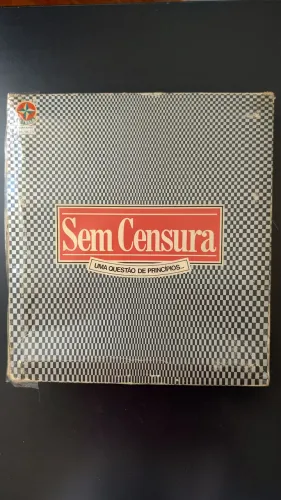 Sem Censura
UMA QUESTÃO DE PRINCÍPIOS...